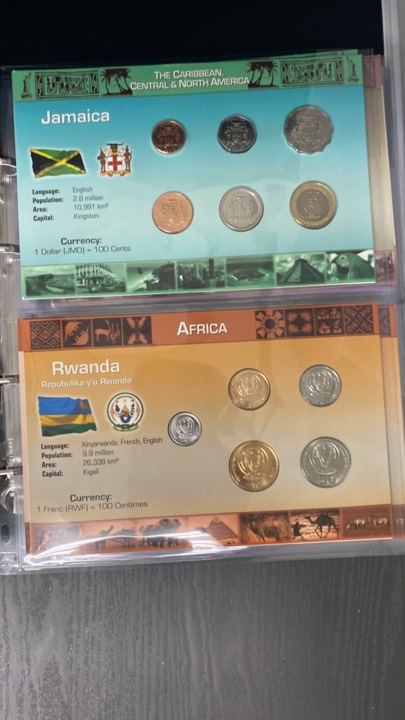 THE CARIBBEAN,
CENTRAL & NORTH AMERICA
Jamaica
Language: English
Population: 2.8 million
Area: 10.991 km²
Capital: Kingston
Currency:
1 Dollar (JMD) = 100 Cents
AFRICA
Rwanda
Repubulika y'u Rwanda
Language: Kinyarwanda, French, English
Population: 9.9 million
Area: 26,338 km²
Capital: Kigali
Currency:
1 Franc (RWF) = 100 Centimes